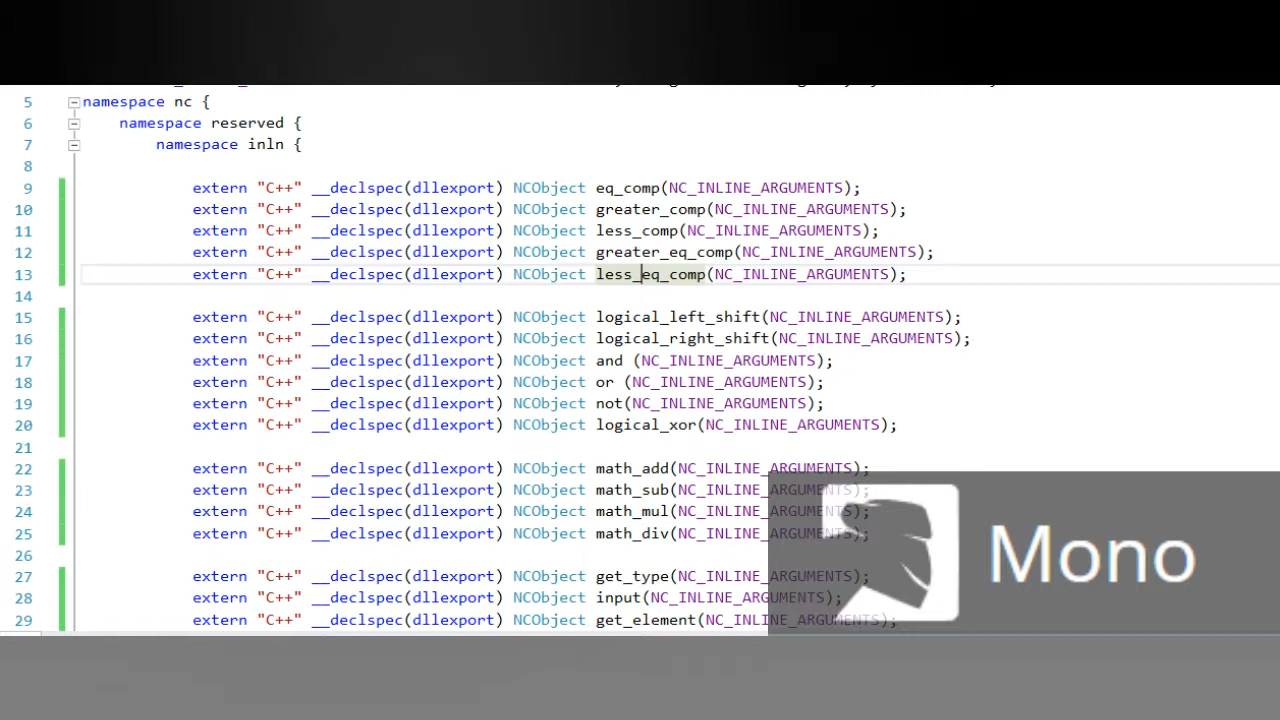 5 namespace nc {
6 namespace reserved {
7 namespace inln {
8
9 extern "C++" __declspec(dllexport) NCObject eq_comp(NC_INLINE_ARGUMENTS);
10 extern "C++" __declspec(dllexport) NCObject greater_comp(NC_INLINE_ARGUMENTS);
11 extern "C++" __declspec(dllexport) NCObject less_comp(NC_INLINE_ARGUMENTS);
12 extern "C++" __declspec(dllexport) NCObject greater_eq_comp(NC_INLINE_ARGUMENTS);
13 extern "C++" __declspec(dllexport) NCObject less_eq_comp(NC_INLINE_ARGUMENTS);
14
15 extern "C++" __declspec(dllexport) NCObject logical_left_shift(NC_INLINE_ARGUMENTS);
16 extern "C++" __declspec(dllexport) NCObject logical_right_shift(NC_INLINE_ARGUMENTS);
17 extern "C++" __declspec(dllexport) NCObject and (NC_INLINE_ARGUMENTS);
18 extern "C++" __declspec(dllexport) NCObject or (NC_INLINE_ARGUMENTS);
19 extern "C++" __declspec(dllexport) NCObject not(NC_INLINE_ARGUMENTS);
20 extern "C++" __declspec(dllexport) NCObject logical_xor(NC_INLINE_ARGUMENTS);
21
22 extern "C++" __declspec(dllexport) NCObject math_add(NC_INLINE_ARGUMENTS);
23 extern "C++" __declspec(dllexport) NCObject math_sub(NC_INLINE_ARGUMENTS);
24 extern "C++" __declspec(dllexport) NCObject math_mul(NC_INLINE_ARGUMENTS);
25 extern "C++" __declspec(dllexport) NCObject math_div(NC_INLINE_ARGUMENTS);
26
27 extern "C++" __declspec(dllexport) NCObject get_type(NC_INLINE_ARGUMENTS);
28 extern "C++" __declspec(dllexport) NCObject input(NC_INLINE_ARGUMENTS);
29 extern "C++" __declspec(dllexport) NCObject get_element(NC_INLINE_ARGUMENTS);
Mono